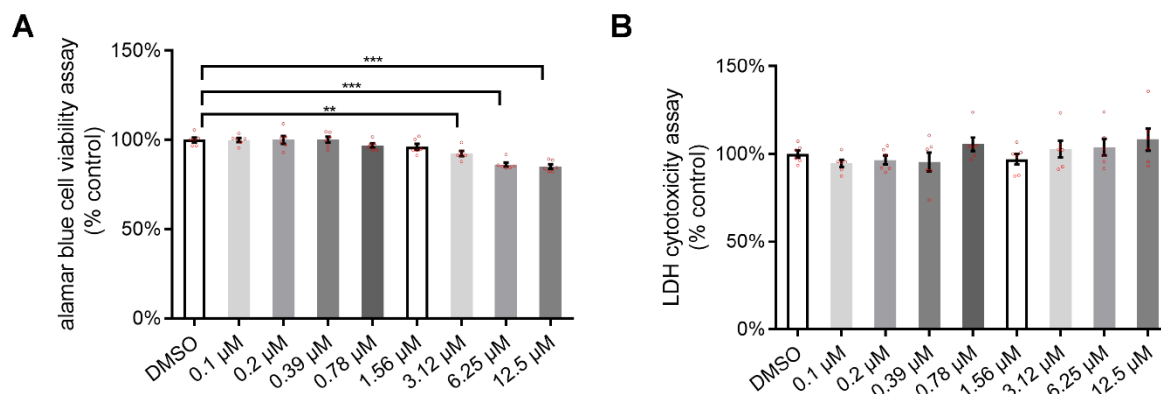 A
alamar blue cell viability assay
(% control)
150%
100%
50%
0%
***
***
**
DMSO
0.1 µM
0.2 µM
0.39 µM
0.78 µM
1.56 µM
3.12 µM
6.25 µM
12.5 µM
B
LDH cytotoxicity assay
(% control)
150%
100%
50%
0%
DMSO
0.1 µM
0.2 µM
0.39 µM
0.78 µM
1.56 µM
3.12 µM
6.25 µM
12.5 µM